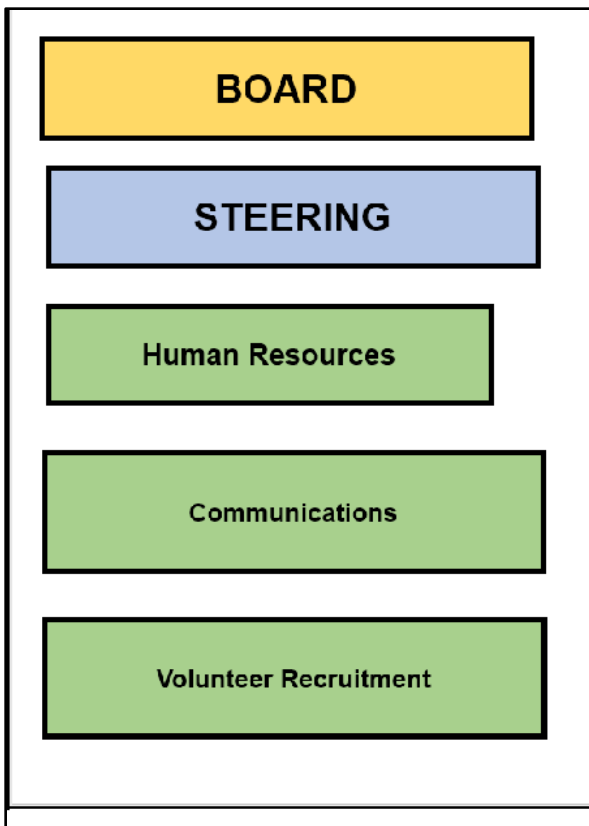 BOARD
STEERING
Human Resources
Communications
Volunteer Recruitment